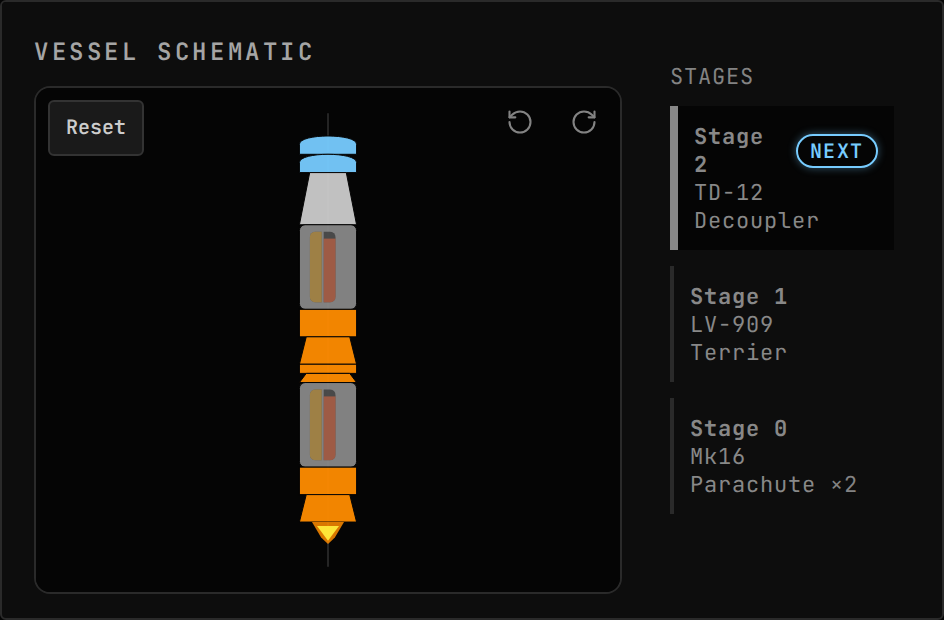 VESSEL SCHEMATIC
Reset
STAGES
Stage
2
NEXT
TD-12
Decoupler
Stage 1
LV-909
Terrier
Stage 0
Mk16
Parachute ×2